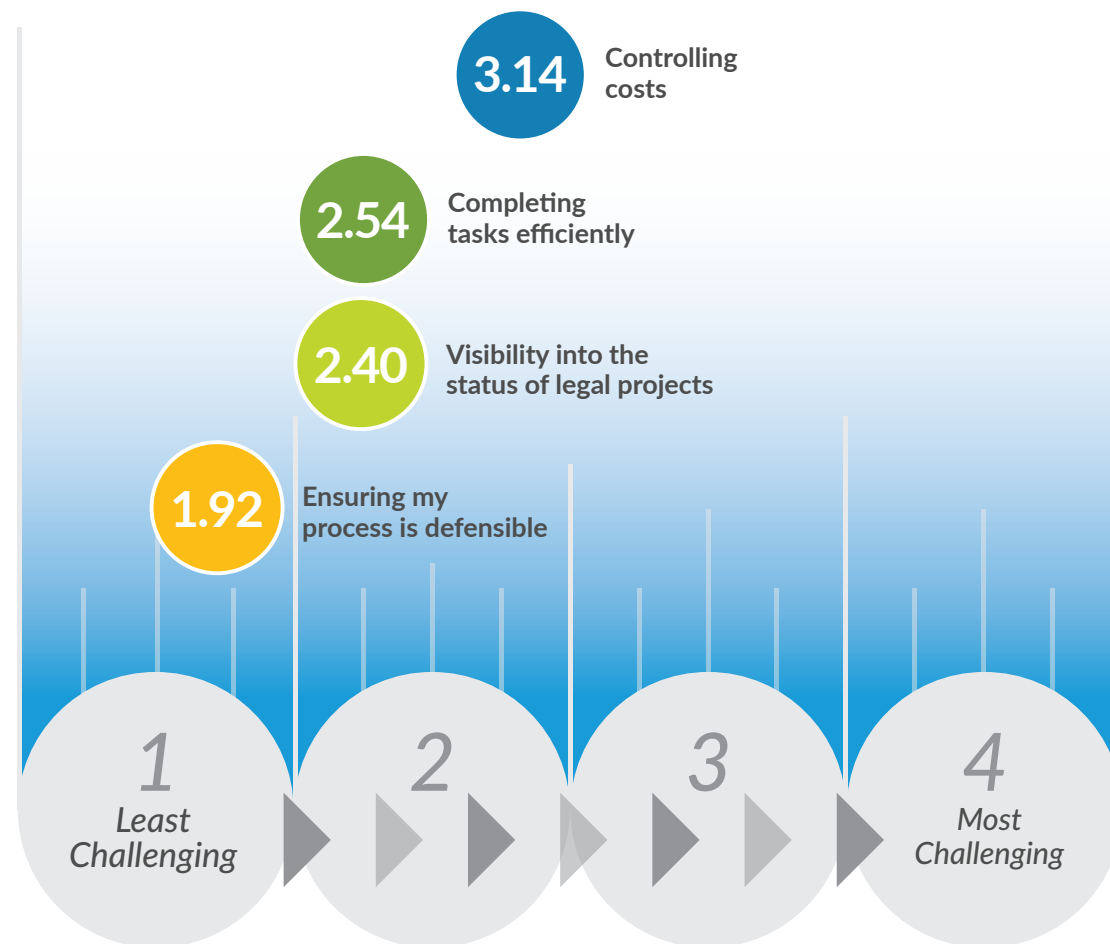 3.14
Controlling
costs
2.54
Completing
tasks efficiently
2.40
Visibility into the
status of legal projects
1.92
Ensuring my
process is defensible
1
Least
Challenging
2
3
4
Most
Challenging